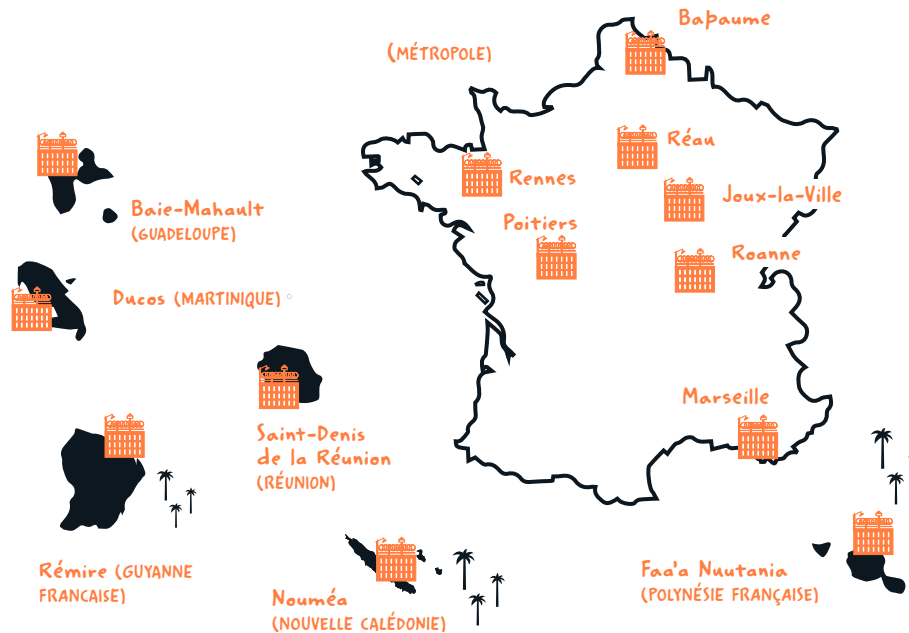 Bapaume
(MÉTROPOLE)
Réau
Rennes
Joux-la-Ville
Baie-Mahault
(GUADELOUPE)
Poitiers
Roanne
Ducos (MARTINIQUE)
Marseille
Saint-Denis
de la Réunion
(RÉUNION)
Rémire (GUYANNE
FRANCAISE)
Nouméa
(NOUVELLE CALÉDONIE)
Faa'a Nuutania
(POLYNÉSIE FRANÇAISE)